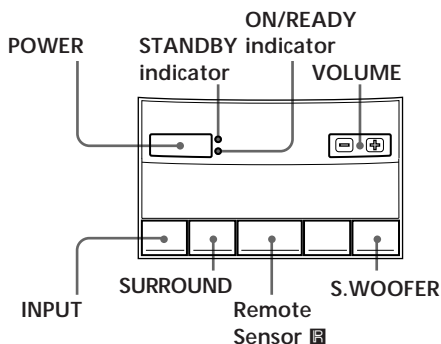 ON/READY
POWER STANDBY indicator
indicator VOLUME
− +
SURROUND S.WOOFER
INPUT Remote
Sensor R